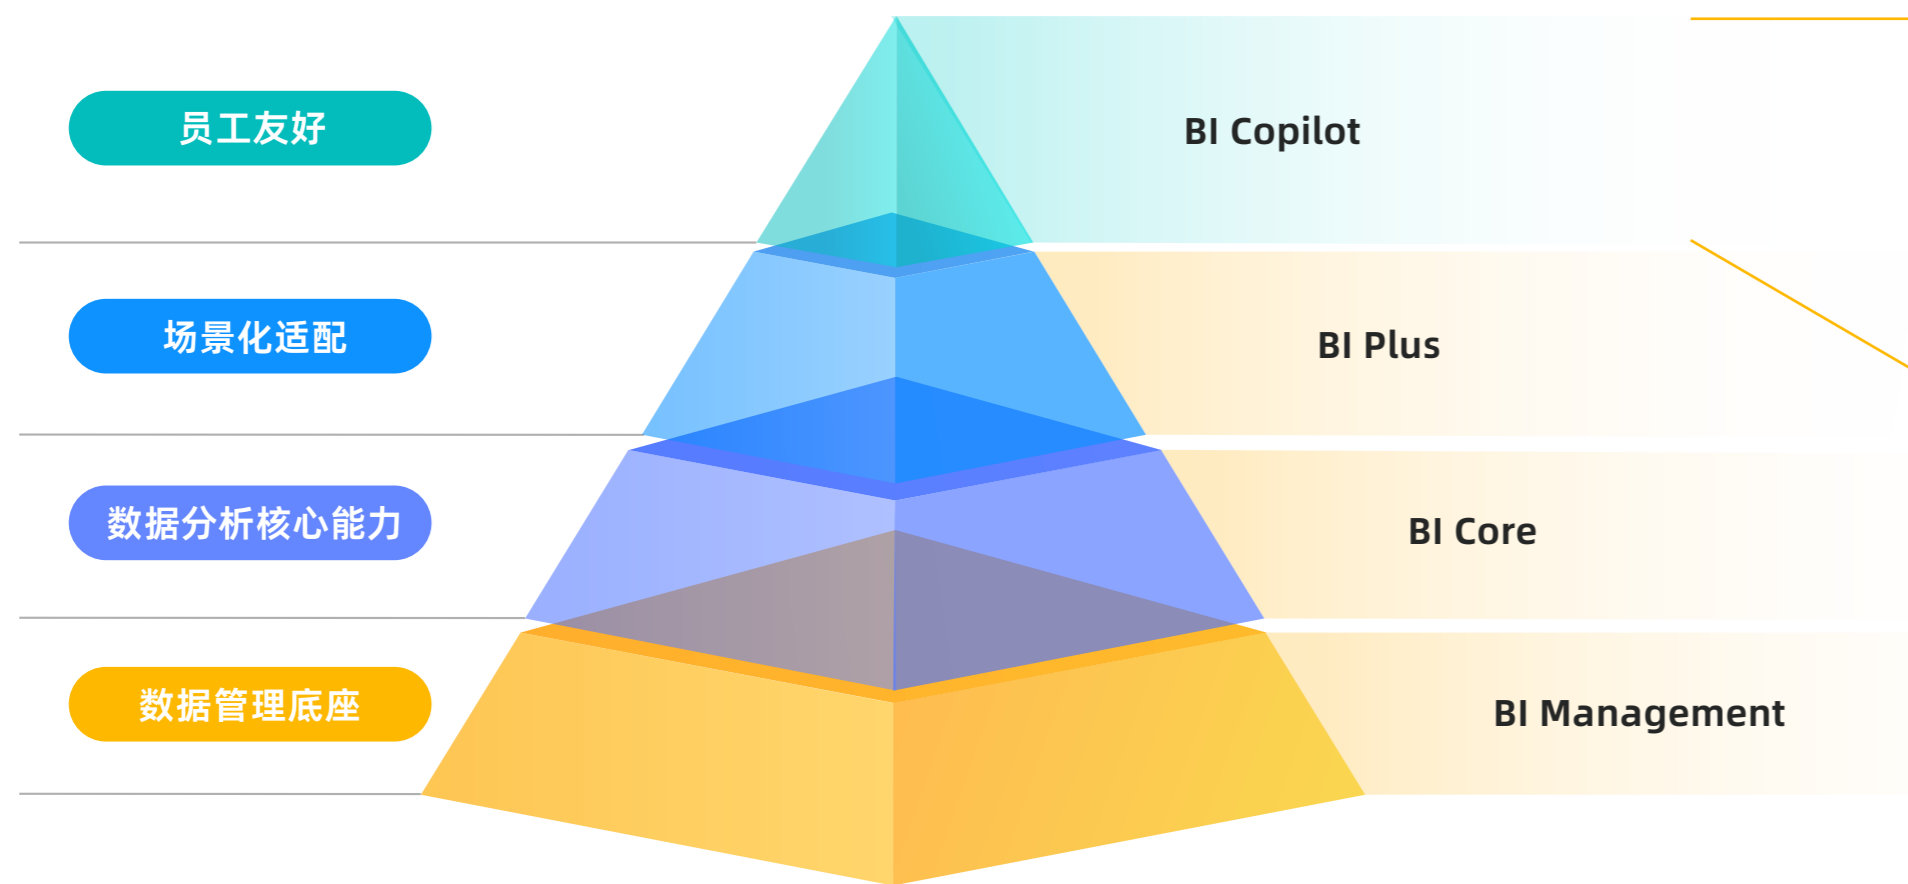 员工友好
BI Copilot
场景化适配
BI Plus
数据分析核心能力
BI Core
数据管理底座
BI Management